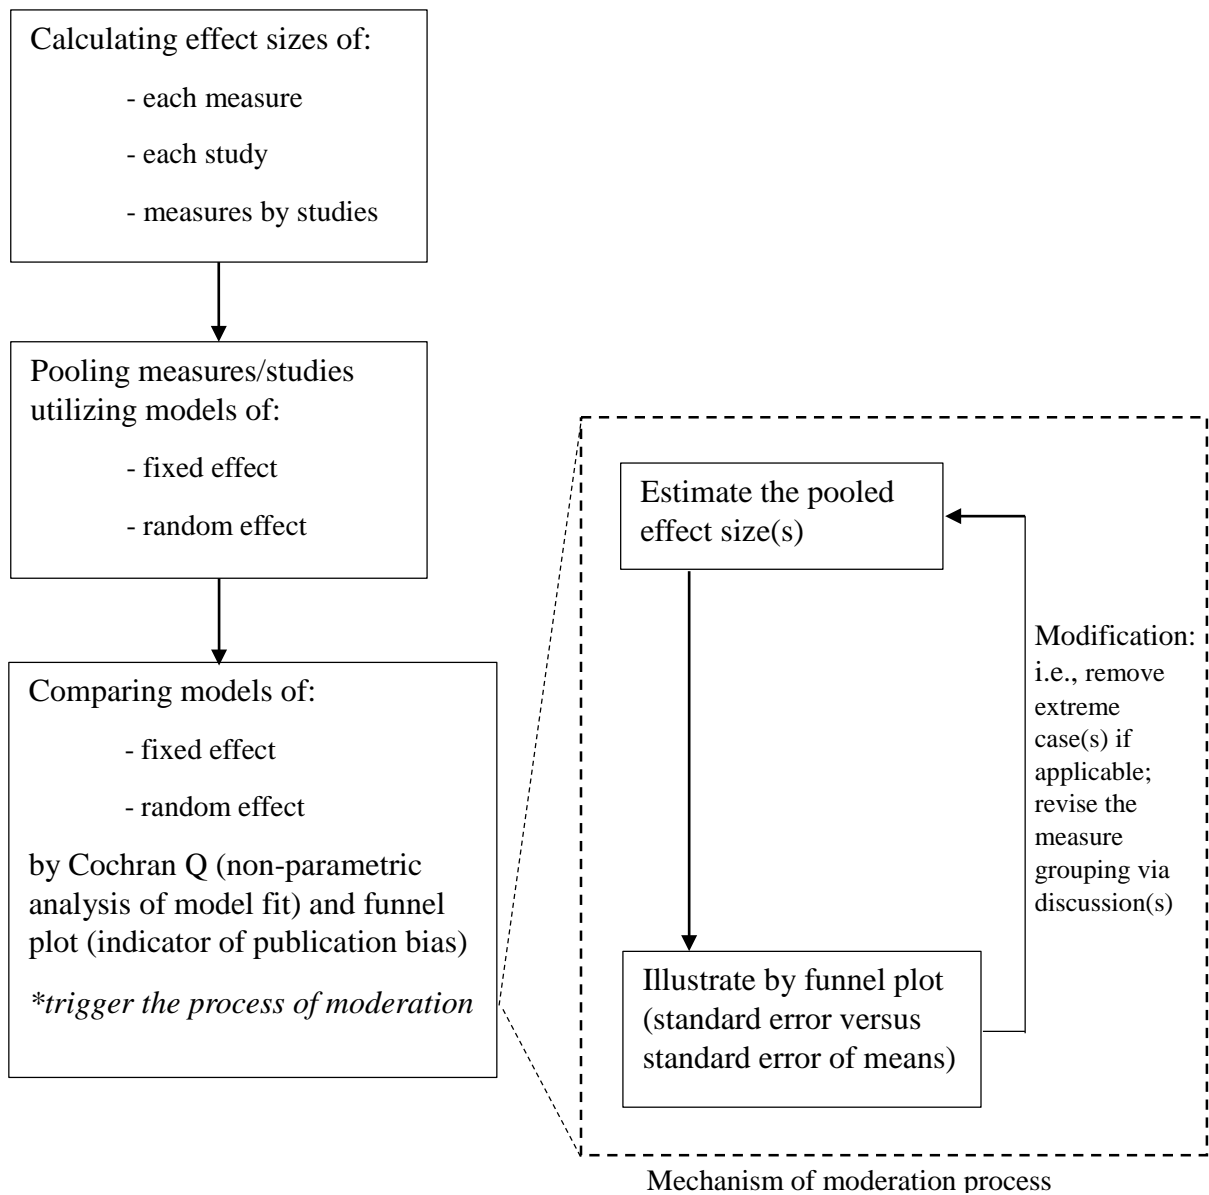 Calculating effect sizes of:
- each measure
- each study
- measures by studies
Pooling measures/studies
utilizing models of:
- fixed effect
- random effect
Comparing models of:
- fixed effect
- random effect
by Cochran Q (non-parametric
analysis of model fit) and funnel
plot (indicator of publication bias)
*trigger the process of moderation
Estimate the pooled
effect size(s)
Modification:
i.e., remove
extreme
case(s) if
applicable;
revise the
measure
grouping via
discussion(s)
Illustrate by funnel plot
(standard error versus
standard error of means)
Mechanism of moderation process